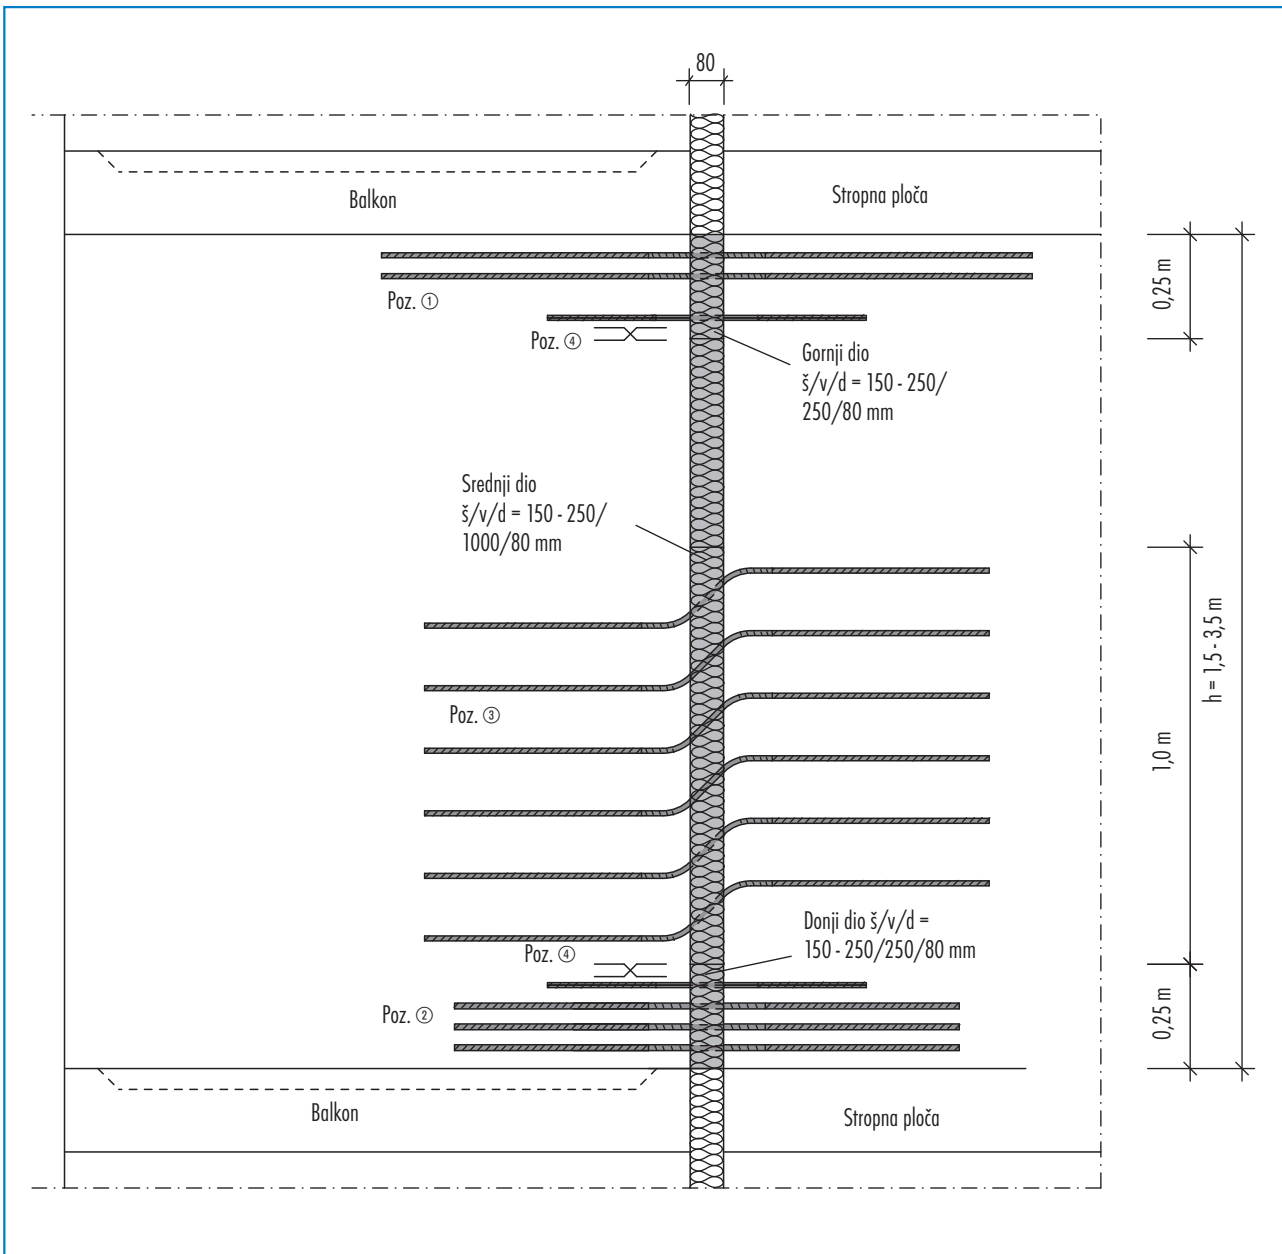 80
Balkon
Stropna ploča
Poz. ①
0,25 m
Poz. ④
Gornji dio
š/v/d = 150 - 250/
250/80 mm
Srednji dio
š/v/d = 150 - 250/
1000/80 mm
h = 1,5 - 3,5 m
Poz. ③
1,0 m
Donji dio š/v/d =
150 - 250/250/80 mm
Poz. ④
Poz. ②
0,25 m
Balkon
Stropna ploča